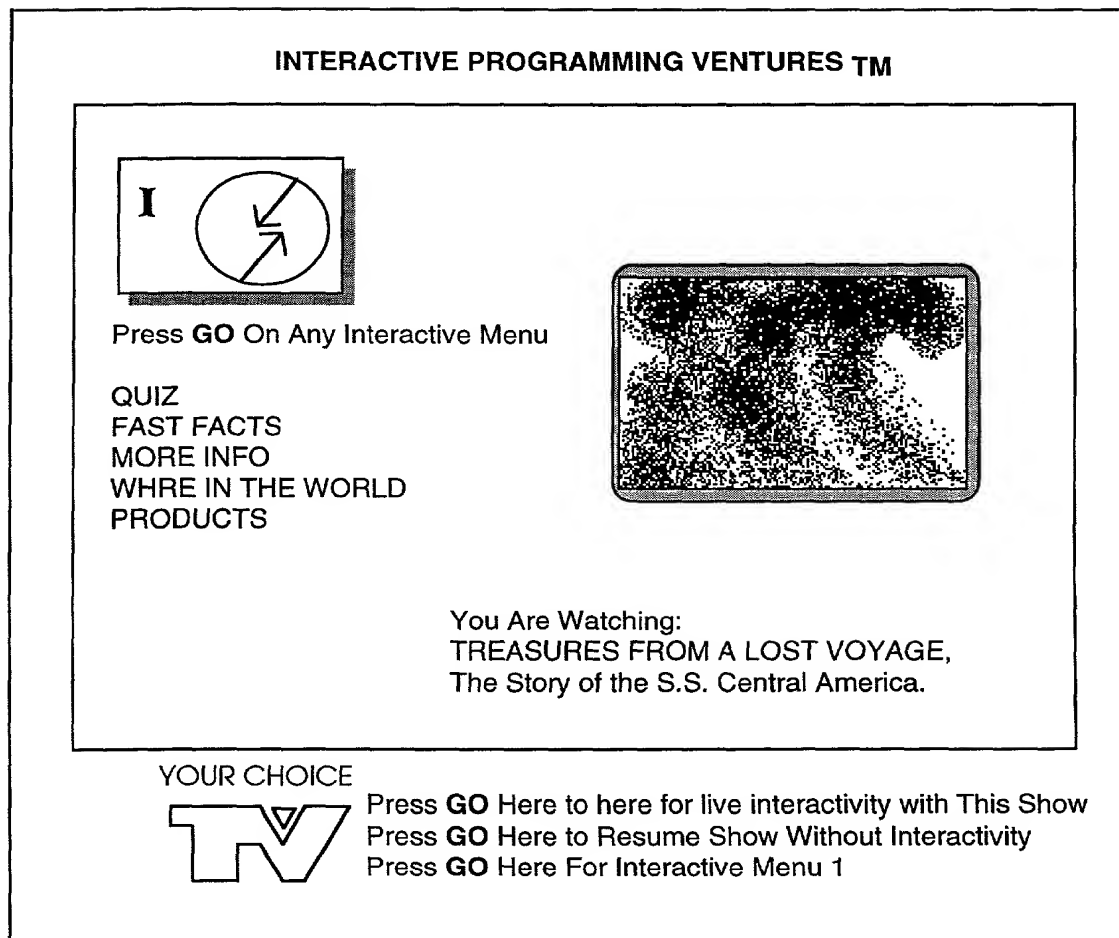 INTERACTIVE PROGRAMMING VENTURES TM
I
Press GO On Any Interactive Menu
QUIZ
FAST FACTS
MORE INFO
WHRE IN THE WORLD
PRODUCTS
You Are Watching:
TREASURES FROM A LOST VOYAGE,
The Story of the S.S. Central America.
YOUR CHOICE
TV
Press GO Here to here for live interactivity with This Show
Press GO Here to Resume Show Without Interactivity
Press GO Here For Interactive Menu 1